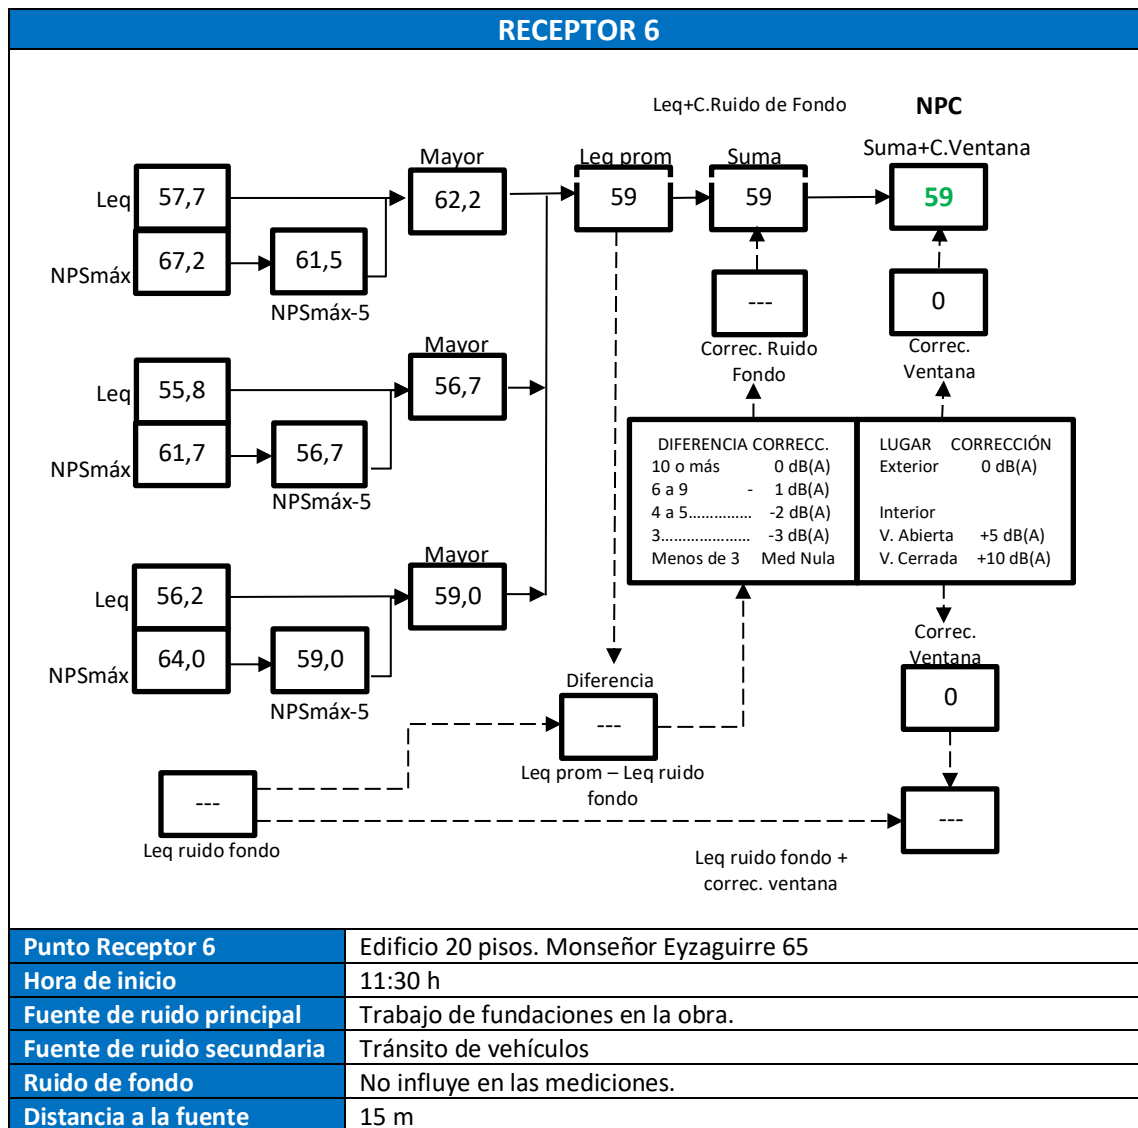 RECEPTOR 6
Leq+C.Ruido de Fondo
NPC
Mayor
Leq prom
Suma
Suma+C.Ventana
Leq
57,7
62,2
59
59
59
NPSmáx
67,2
61,5
NPSmáx-5
---
0
Correc. Ruido
Fondo
Correc.
Ventana
Mayor
Leq
55,8
56,7
NPSmáx
61,7
56,7
NPSmáx-5
DIFERENCIA CORRECC.
10 o más 0 dB(A)
6 a 9 - 1 dB(A)
4 a 5............... -2 dB(A)
3..................... -3 dB(A)
Menos de 3 Med Nula
LUGAR CORRECCIÓN
Exterior 0 dB(A)
Interior
V. Abierta +5 dB(A)
V. Cerrada +10 dB(A)
Mayor
Leq
56,2
59,0
NPSmáx
64,0
59,0
NPSmáx-5
Correc.
Ventana
0
Diferencia
---
Leq prom – Leq ruido
fondo
---
Leq ruido fondo
---
Leq ruido fondo +
correc. ventana
Punto Receptor 6 Edificio 20 pisos. Monseñor Eyzaguirre 65
Hora de inicio 11:30 h
Fuente de ruido principal Trabajo de fundaciones en la obra.
Fuente de ruido secundaria Tránsito de vehículos
Ruido de fondo No influye en las mediciones.
Distancia a la fuente 15 m